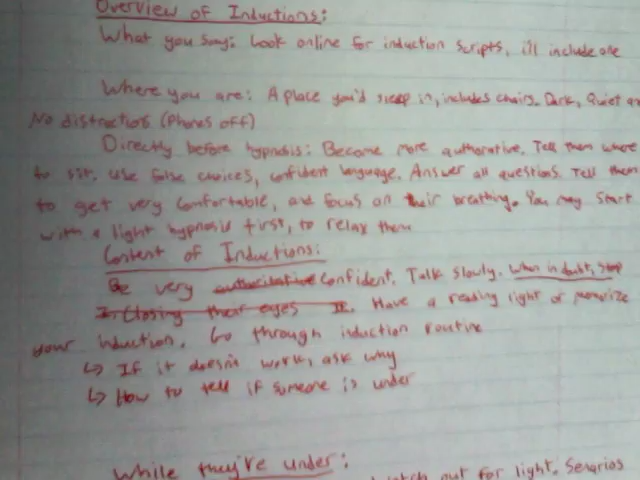 Overview of Inductions:
What you say: Look online for induction scripts, i'll include one
Where you are: A place you'd sleep in, includes chairs. Dark, Quiet an
No distractions (Phones off)
Directly before hypnosis: Become more authorative. Tell them where
to sit. Use false choices, confident language. Answer all questions. Tell them
to get very comfortable, and focus on their breathing. You may start
with a light hypnosis first, to relax them
Content of Inductions:
Be very authoritative confident. Talk slowly. When in doubt, stop
I. Closing their eyes II. Have a reading light or memorize
your induction. Go through induction routine
↳ If it doesn't work, ask why
↳ How to tell if someone is under
While they're under:
watch out for light. Senarios